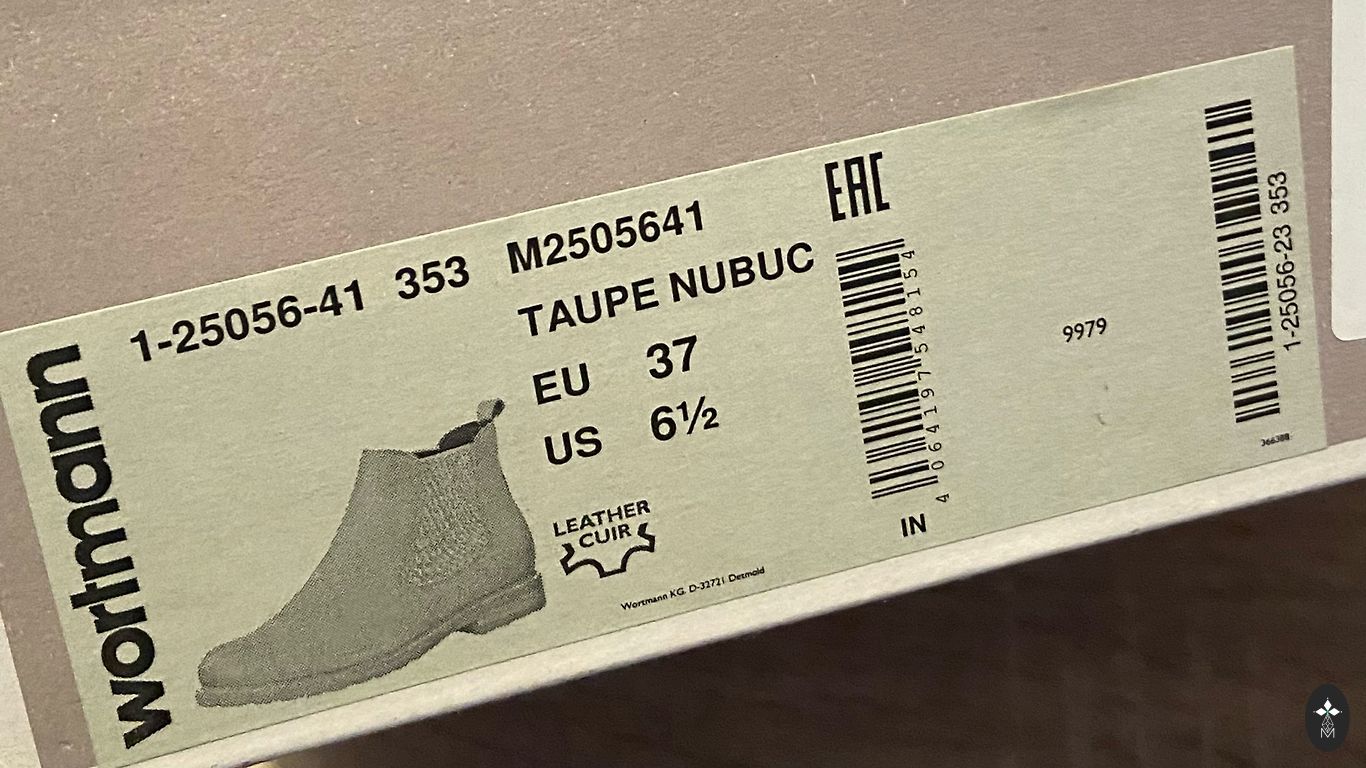 wortmann
1-25056-41 353 M2505641
TAUPE NUBUC
EU 37
US 6½
LEATHER
CUIR
Wortmann KG. D-32721 Detmold
EAC
4 064197 548154
IN
9979
1-25056-23 353
366388
M